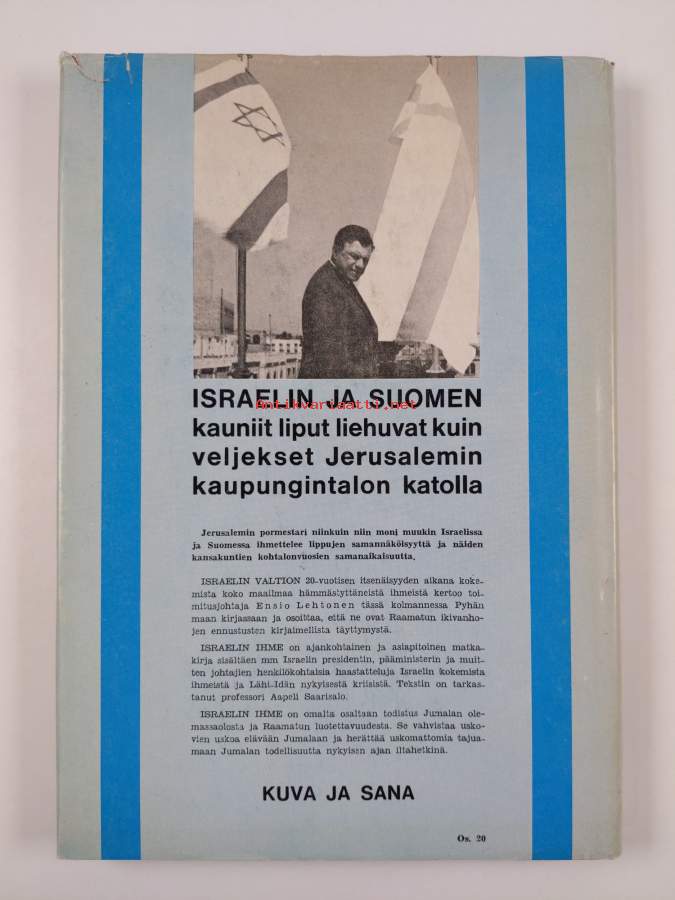 ISRAELIN JA SUOMEN
Antikvariaatti.net
kauniit liput liehuvat kuin
veljekset Jerusalemin
kaupungintalon katolla
Jerusalemin pormestari niinkuin niin moni muukin Israelissa
ja Suomessa ihmettelee lippujen samannäköisyyttä ja näiden
kansakuntien kohtalonvuosien samanaikaisuutta.
ISRAELIN VALTION 20-vuotisen itsenäisyyden aikana koke-
mista koko maailmaa hämmästyttäneistä ihmeistä kertoo toi-
mitusjohtaja Ensio Lehtonen tässä kolmannessa Pyhän
maan kirjassaan ja osoittaa, että ne ovat Raamatun ikivanho-
jen ennustusten kirjaimellista täyttymystä.
ISRAELIN IHME on ajankohtainen ja asiapitoinen matka-
kirja sisältäen mm Israelin presidentin, pääministerin ja muit-
ten johtajien henkilökohtaisia haastatteluja Israelin kokemista
ihmeistä ja Lähi-Idän nykyisestä kriisistä. Tekstin on tarkas-
tanut professori Aapeli Saarisalo.
ISRAELIN IHME on omalta osaltaan todistus Jumalan ole-
massaolosta ja Raamatun luotettavuudesta. Se vahvistaa usko-
vien uskoa elävään Jumalaan ja herättää uskomattomia tajua-
maan Jumalan todellisuutta nykyisen ajan iltahetkinä.
KUVA JA SANA
Os. 20